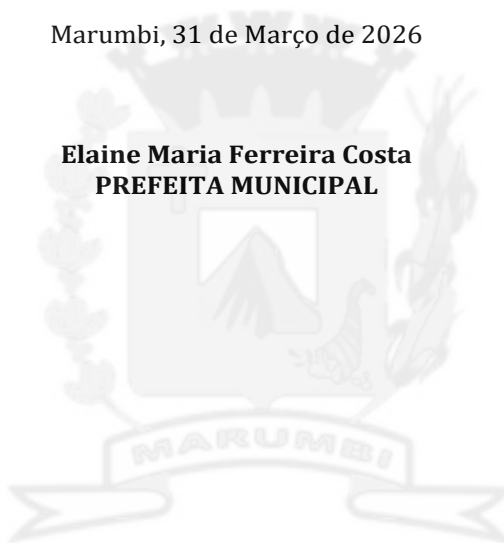 Marumbi, 31 de Março de 2026
Elaine Maria Ferreira Costa
PREFEITA MUNICIPAL
MARUMBI